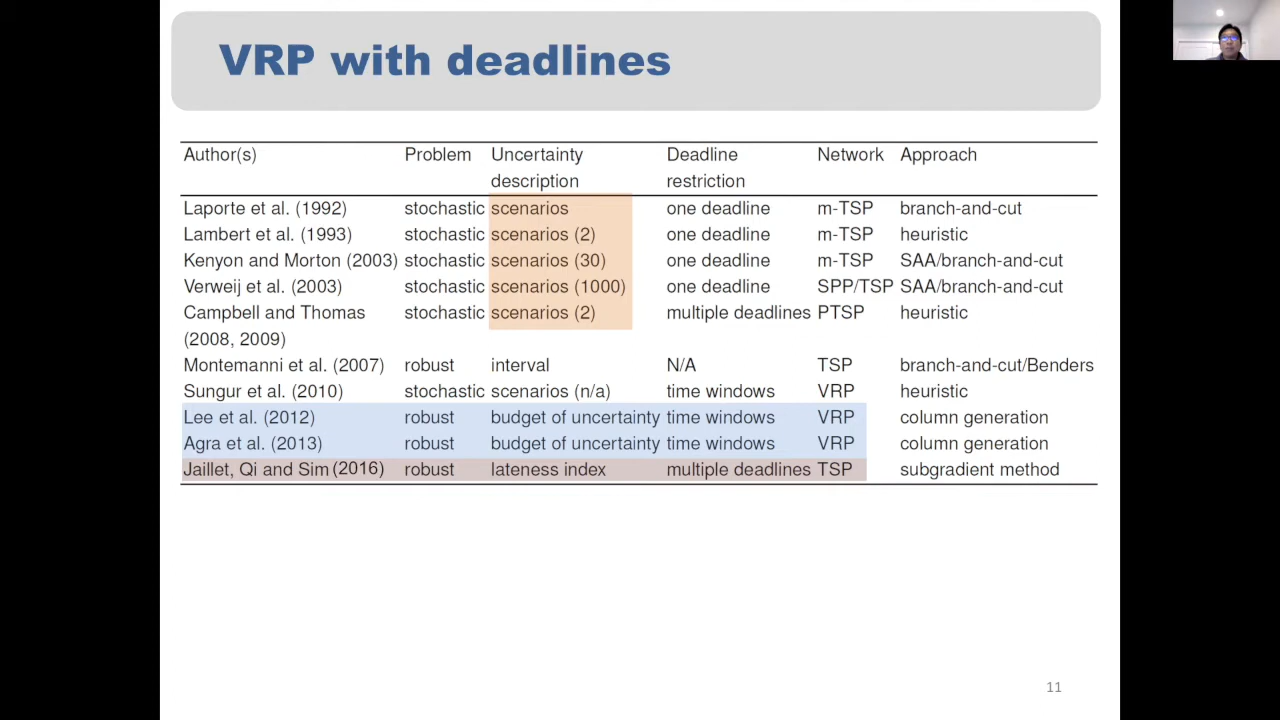 VRP with deadlines
Author(s) Problem Uncertainty Deadline Network Approach
description restriction
Laporte et al. (1992) stochastic scenarios one deadline m-TSP branch-and-cut
Lambert et al. (1993) stochastic scenarios (2) one deadline m-TSP heuristic
Kenyon and Morton (2003) stochastic scenarios (30) one deadline m-TSP SAA/branch-and-cut
Verweij et al. (2003) stochastic scenarios (1000) one deadline SPP/TSP SAA/branch-and-cut
Campbell and Thomas stochastic scenarios (2) multiple deadlines PTSP heuristic
(2008, 2009)
Montemanni et al. (2007) robust interval N/A TSP branch-and-cut/Benders
Sungur et al. (2010) stochastic scenarios (n/a) time windows VRP heuristic
Lee et al. (2012) robust budget of uncertainty time windows VRP column generation
Agra et al. (2013) robust budget of uncertainty time windows VRP column generation
Jaillet, Qi and Sim (2016) robust lateness index multiple deadlines TSP subgradient method
11